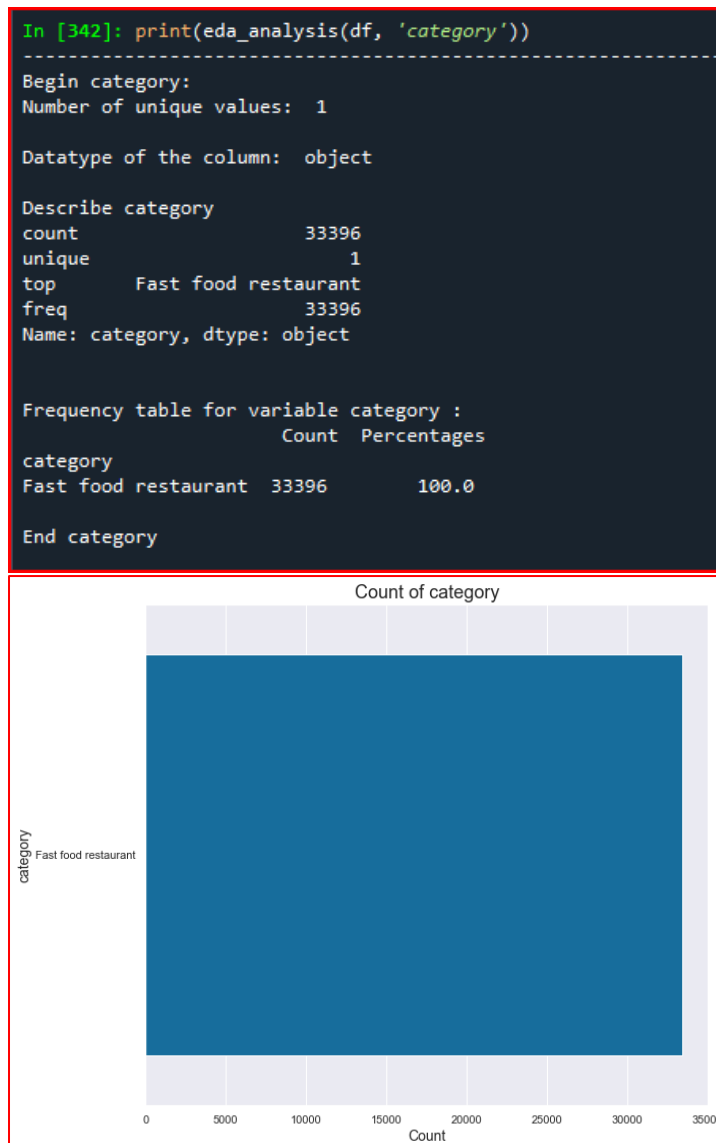 In [342]: print(eda_analysis(df, 'category'))
--------------------------------------------------------------
Begin category:
Number of unique values:  1
Datatype of the column:  object
Describe category
count                    33396
unique                       1
top       Fast food restaurant
freq                     33396
Name: category, dtype: object
Frequency table for variable category :
                       Count  Percentages
category
Fast food restaurant  33396        100.0
End category
Count of category
category
Fast food restaurant
0 5000 10000 15000 20000 25000 30000 3500
Count